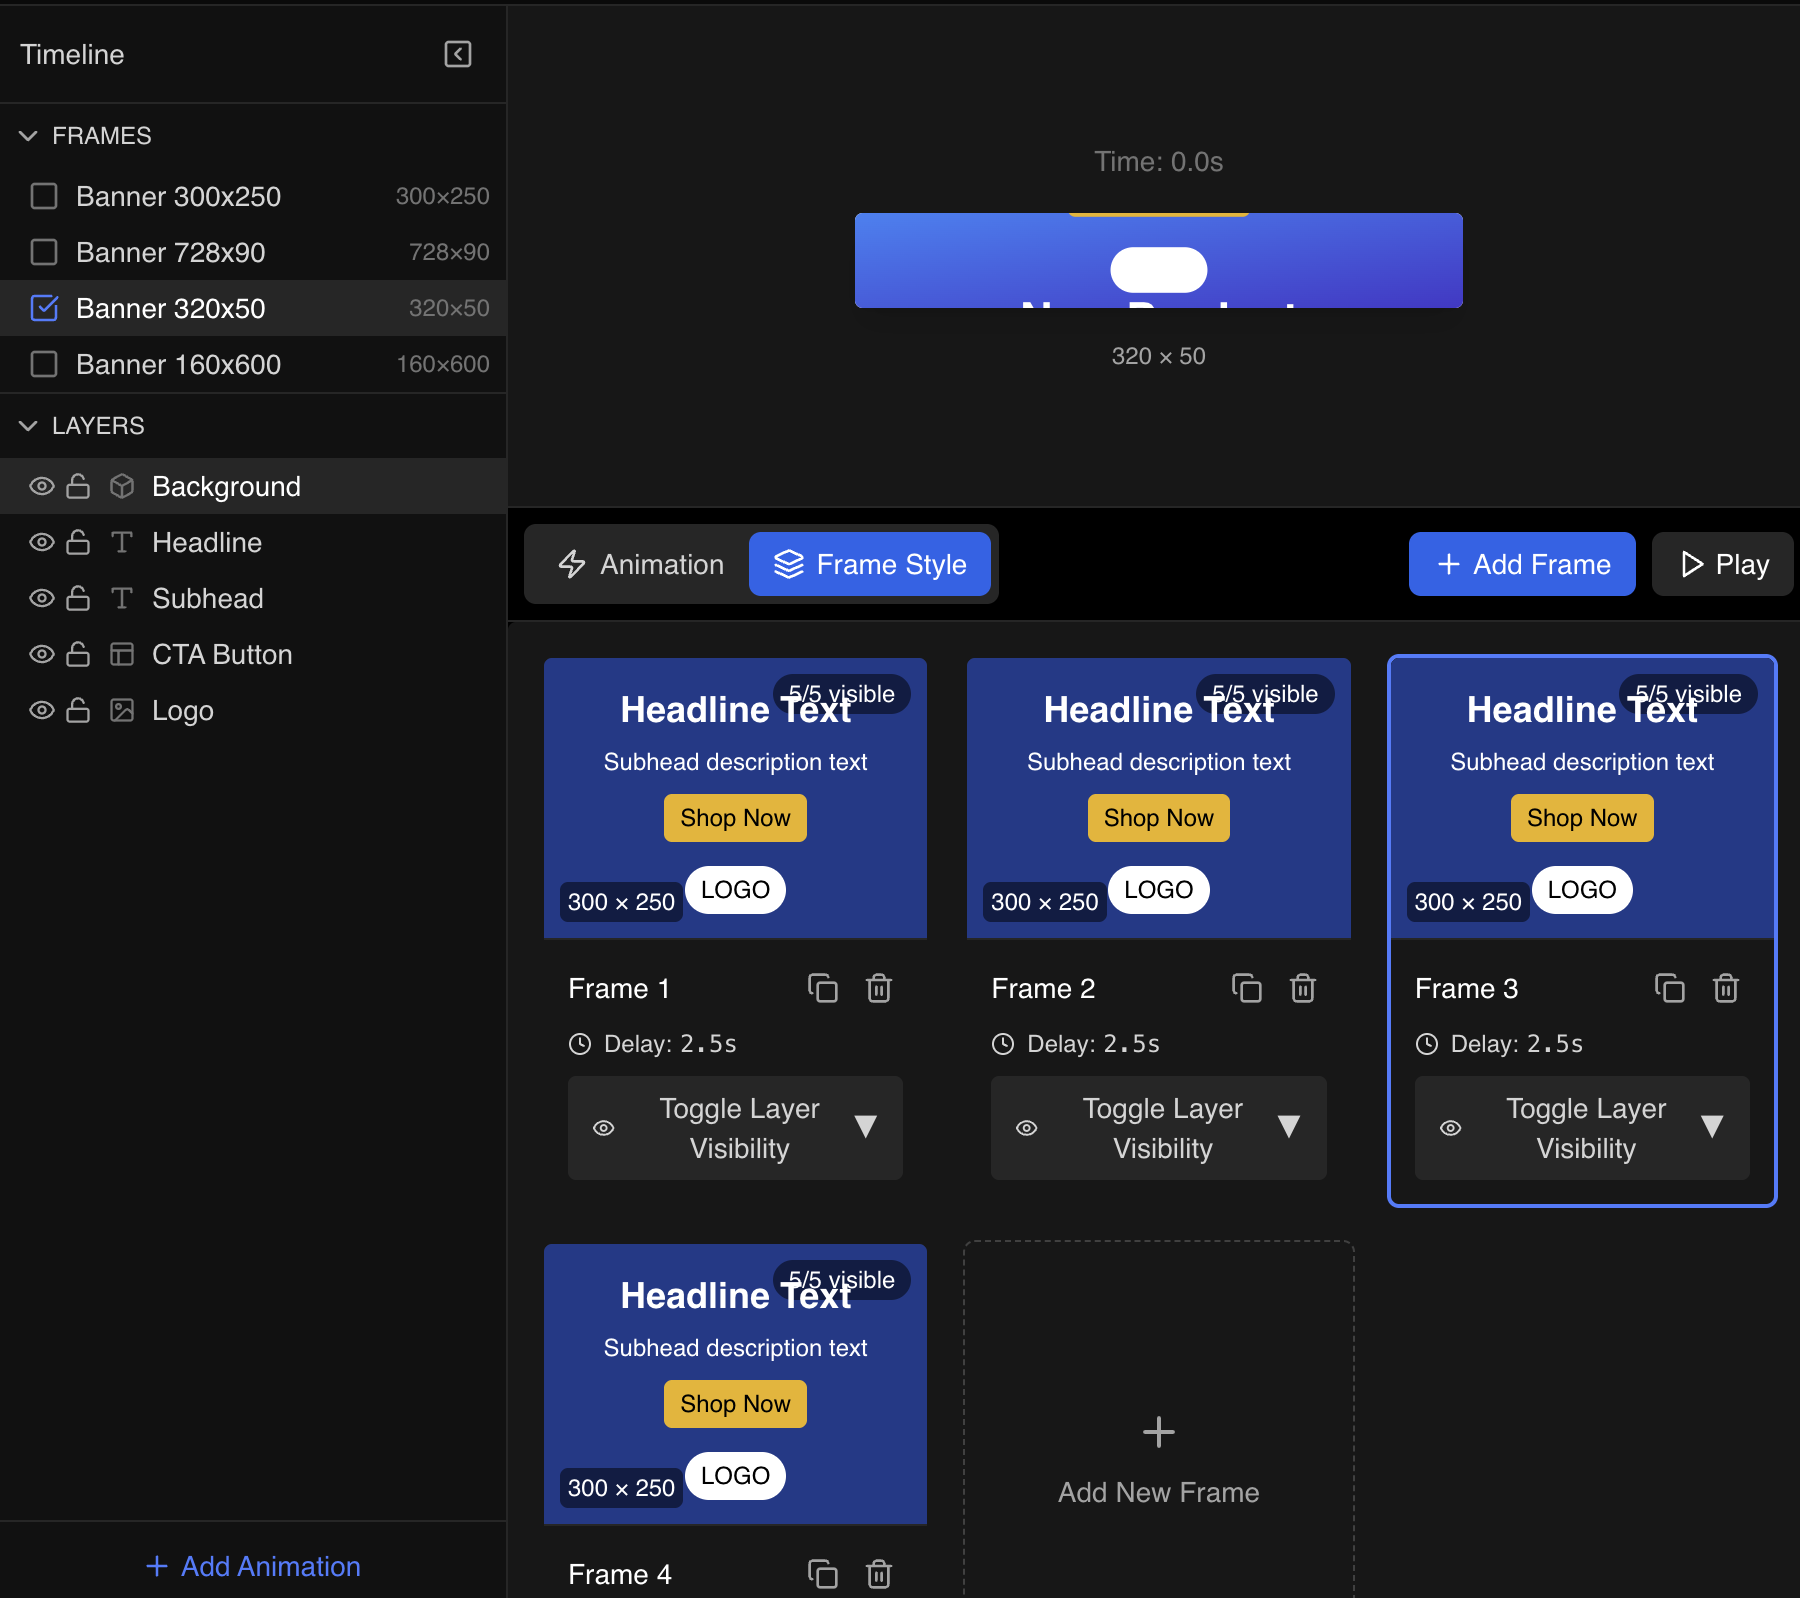 Timeline
FRAMES
Banner 300x250 300×250
Banner 728x90 728×90
Banner 320x50 320×50
Banner 160x600 160×600
LAYERS
Background
Headline
Subhead
CTA Button
Logo
Add Animation
Time: 0.0s
320 × 50
Animation
Frame Style
Add Frame
Play
5/5 visible
Headline Text
Subhead description text
Shop Now
LOGO
300 × 250
Frame 1
Delay: 2.5s
Toggle Layer
Visibility
5/5 visible
Headline Text
Subhead description text
Shop Now
LOGO
300 × 250
Frame 2
Delay: 2.5s
Toggle Layer
Visibility
5/5 visible
Headline Text
Subhead description text
Shop Now
LOGO
300 × 250
Frame 3
Delay: 2.5s
Toggle Layer
Visibility
5/5 visible
Headline Text
Subhead description text
Shop Now
LOGO
300 × 250
Frame 4
Add New Frame